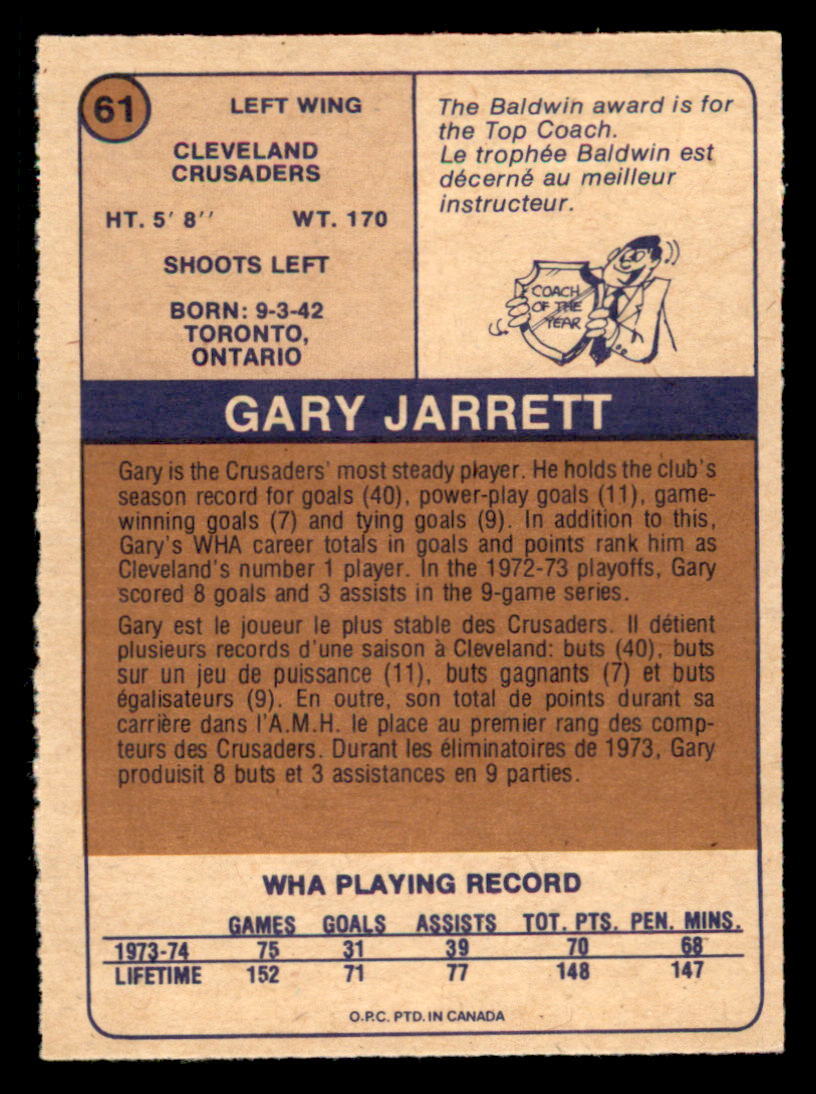 61
LEFT WING
CLEVELAND
CRUSADERS
HT. 5' 8'' WT. 170
SHOOTS LEFT
BORN: 9-3-42
TORONTO,
ONTARIO
The Baldwin award is for
the Top Coach.
Le trophée Baldwin est
décerné au meilleur
instructeur.
COACH
OF THE
YEAR
GARY JARRETT
Gary is the Crusaders' most steady player. He holds the club's
season record for goals (40), power-play goals (11), game-
winning goals (7) and tying goals (9). In addition to this,
Gary's WHA career totals in goals and points rank him as
Cleveland's number 1 player. In the 1972-73 playoffs, Gary
scored 8 goals and 3 assists in the 9-game series.
Gary est le joueur le plus stable des Crusaders. Il détient
plusieurs records d'une saison à Cleveland: buts (40), buts
sur un jeu de puissance (11), buts gagnants (7) et buts
égalisateurs (9). En outre, son total de points durant sa
carrière dans l'A.M.H. le place au premier rang des comp-
teurs des Crusaders. Durant les éliminatoires de 1973, Gary
produisit 8 buts et 3 assistances en 9 parties.
WHA PLAYING RECORD
GAMES GOALS ASSISTS TOT. PTS. PEN. MINS.
1973-74 75 31 39 70 68
LIFETIME 152 71 77 148 147
O.P.C. PTD. IN CANADA